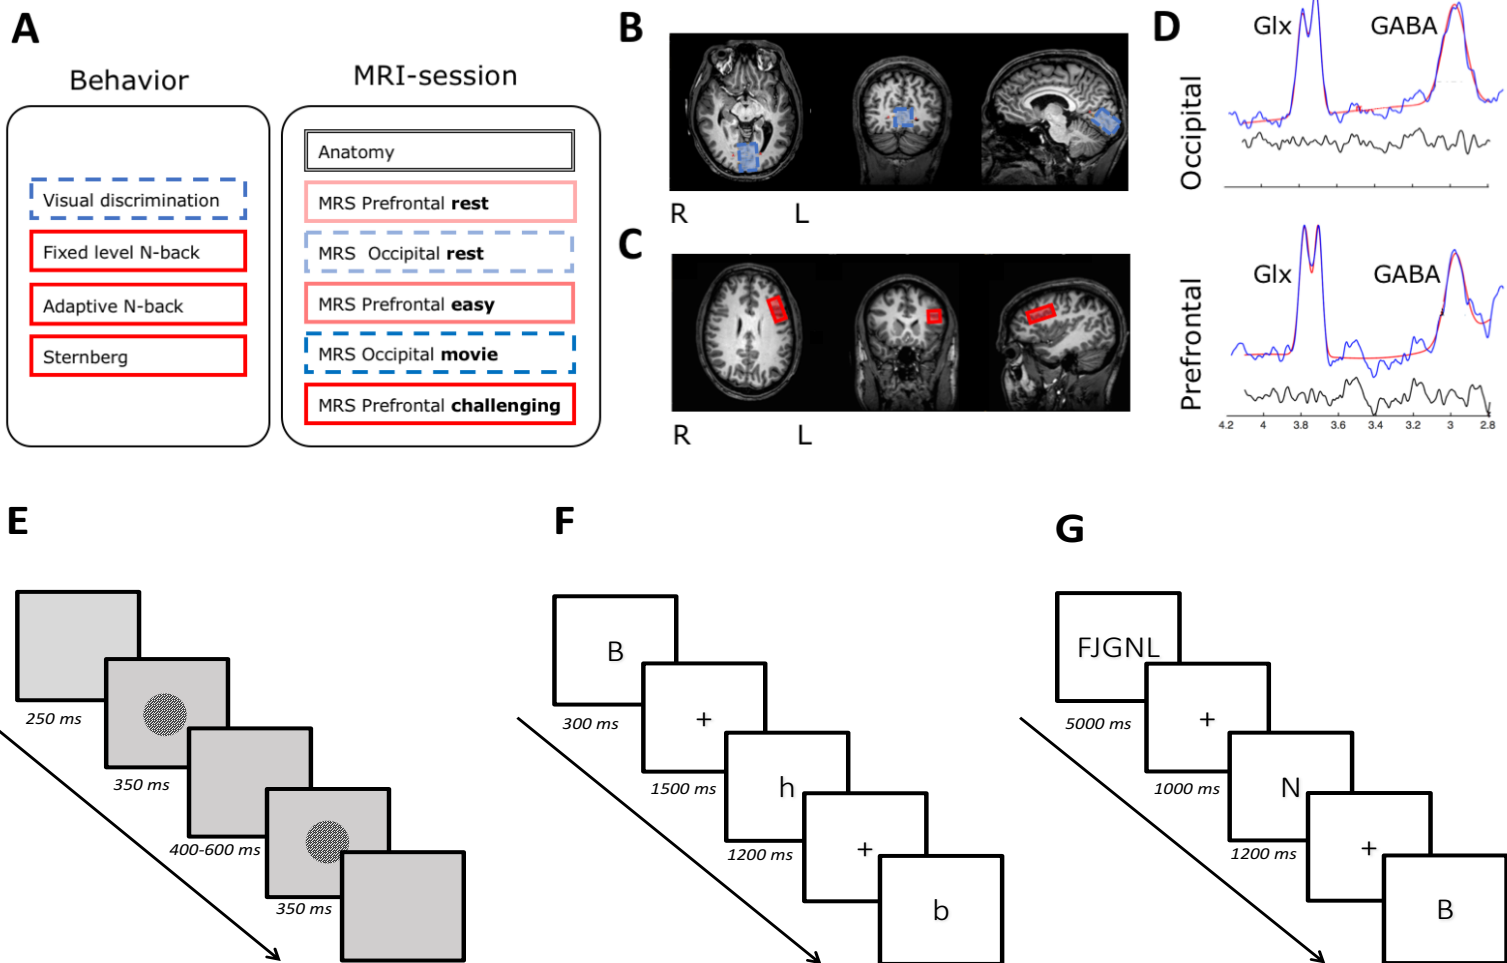 A
Behavior
Visual discrimination
Fixed level N-back
Adaptive N-back
Sternberg
MRI-session
Anatomy
MRS Prefrontal rest
MRS Occipital rest
MRS Prefrontal easy
MRS Occipital movie
MRS Prefrontal challenging
B
R L
C
R L
D
Occipital
Glx GABA
Prefrontal
Glx GABA
4.2 4 3.8 3.6 3.4 3.2 3 2.8
E
250 ms
350 ms
400-600 ms
350 ms
F
B
300 ms
+
1500 ms
h
1200 ms
+
b
G
FJGNL
5000 ms
+
1000 ms
N
1200 ms
+
B